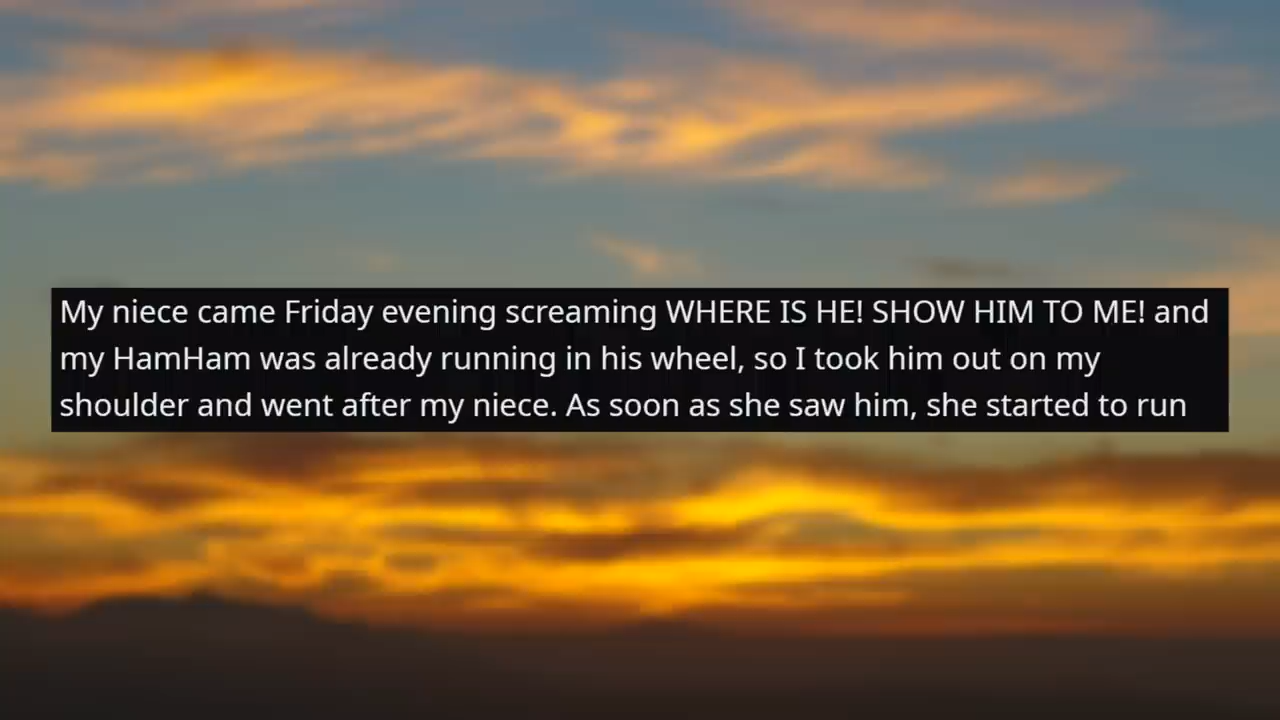 My niece came Friday evening screaming WHERE IS HE! SHOW HIM TO ME! and
my HamHam was already running in his wheel, so I took him out on my
shoulder and went after my niece. As soon as she saw him, she started to run